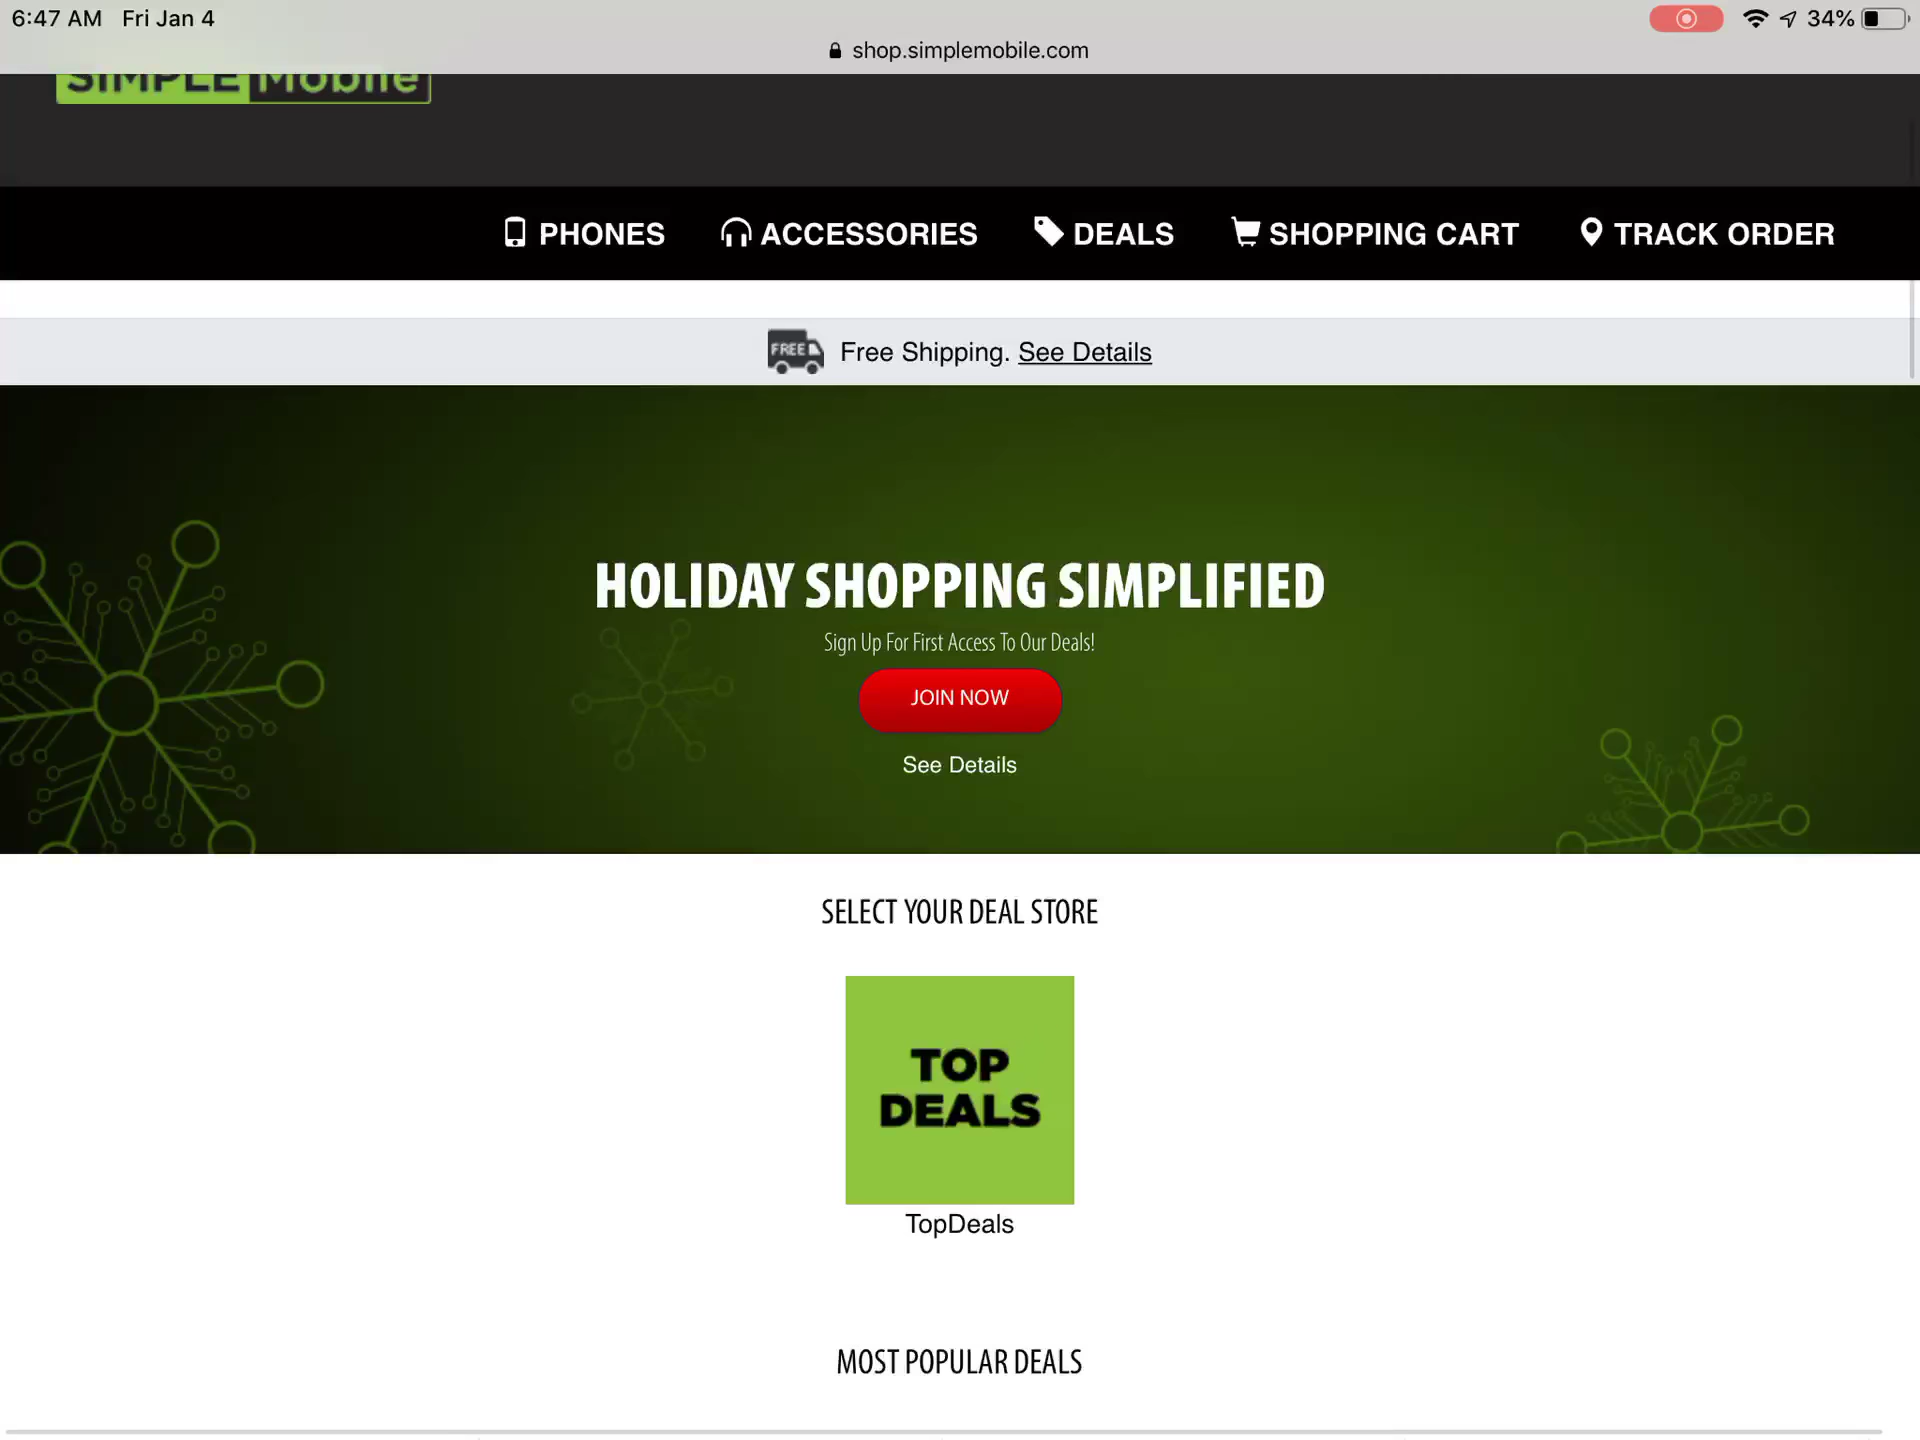 6:47 AM Fri Jan 4
34%
shop.simplemobile.com
SIMPLE Mobile
PHONES ACCESSORIES DEALS SHOPPING CART TRACK ORDER
FREE Free Shipping. See Details
HOLIDAY SHOPPING SIMPLIFIED
Sign Up For First Access To Our Deals!
JOIN NOW
See Details
SELECT YOUR DEAL STORE
TOP
DEALS
TopDeals
MOST POPULAR DEALS